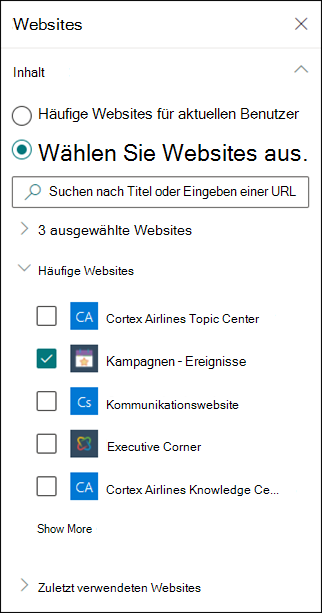 Websites
Inhalt
Häufige Websites für aktuellen Benutzer
Wählen Sie Websites aus.
Suchen nach Titel oder Eingeben einer URL
3 ausgewählte Websites
Häufige Websites
CA Cortex Airlines Topic Center
Kampagnen - Ereignisse
Cs Kommunikationswebsite
Executive Corner
CA Cortex Airlines Knowledge Ce...
Show More
Zuletzt verwendeten Websites